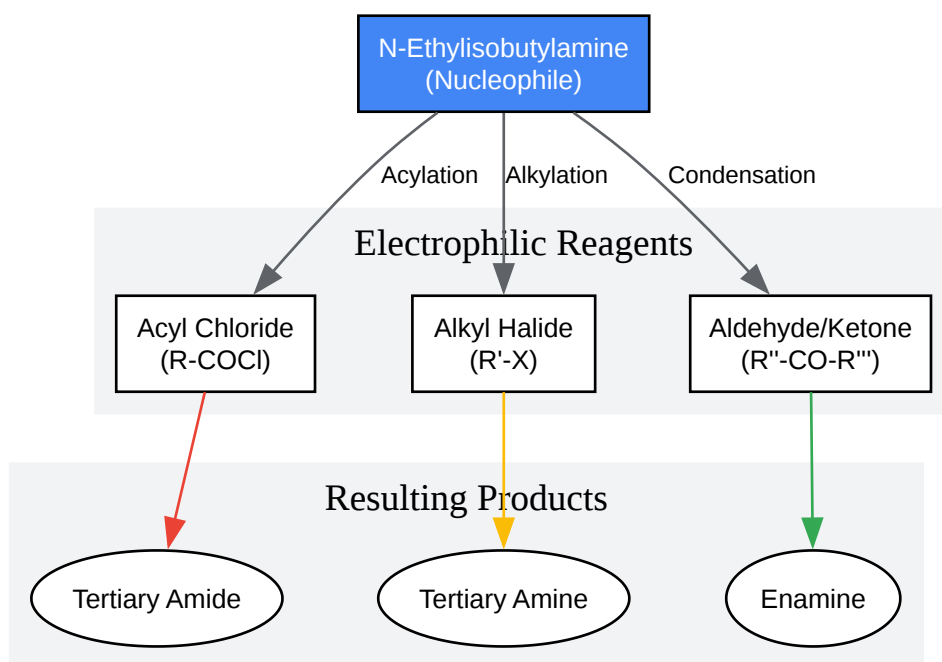 N-Ethylisobutylamine
(Nucleophile)
Acylation
Alkylation
Condensation
Electrophilic Reagents
Acyl Chloride
(R-COCl)
Alkyl Halide
(R'-X)
Aldehyde/Ketone
(R''-CO-R''')
Resulting Products
Tertiary Amide
Tertiary Amine
Enamine